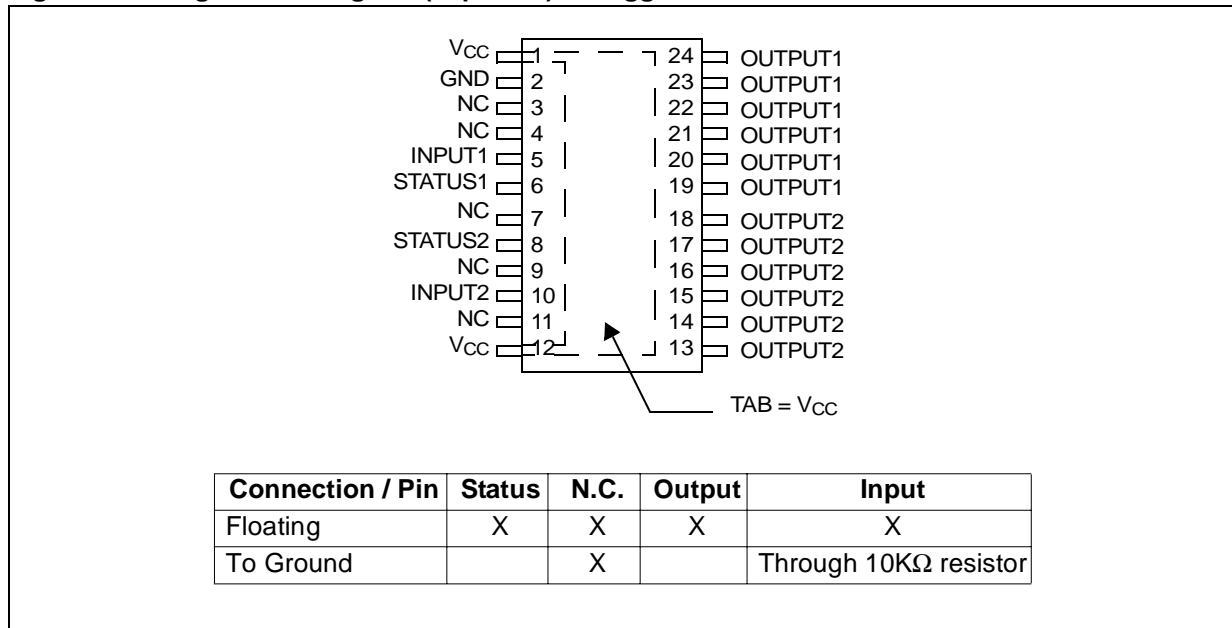 VCC 1 24 OUTPUT1
GND 2 23 OUTPUT1
NC 3 22 OUTPUT1
NC 4 21 OUTPUT1
INPUT1 5 20 OUTPUT1
STATUS1 6 19 OUTPUT1
NC 7 18 OUTPUT2
STATUS2 8 17 OUTPUT2
NC 9 16 OUTPUT2
INPUT2 10 15 OUTPUT2
NC 11 14 OUTPUT2
VCC 12 13 OUTPUT2
TAB = VCC
Connection / Pin Status N.C. Output Input
Floating X X X X
To Ground X Through 10KΩ resistor